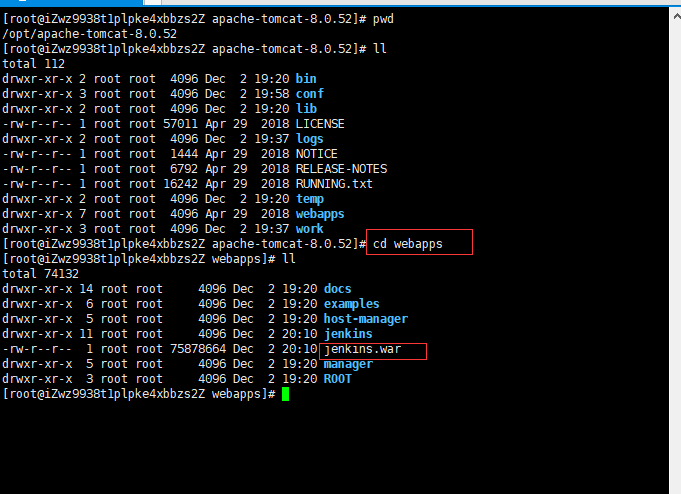 [root@iZwz9938t1plpke4xbbzs2Z apache-tomcat-8.0.52]# pwd
/opt/apache-tomcat-8.0.52
[root@iZwz9938t1plpke4xbbzs2Z apache-tomcat-8.0.52]# ll
total 112
drwxr-xr-x 2 root root  4096 Dec  2 19:20 bin
drwxr-xr-x 3 root root  4096 Dec  2 19:58 conf
drwxr-xr-x 2 root root  4096 Dec  2 19:20 lib
-rw-r--r-- 1 root root 57011 Apr 29  2018 LICENSE
drwxr-xr-x 2 root root  4096 Dec  2 19:37 logs
-rw-r--r-- 1 root root  1444 Apr 29  2018 NOTICE
-rw-r--r-- 1 root root  6792 Apr 29  2018 RELEASE-NOTES
-rw-r--r-- 1 root root 16242 Apr 29  2018 RUNNING.txt
drwxr-xr-x 2 root root  4096 Dec  2 19:20 temp
drwxr-xr-x 7 root root  4096 Apr 29  2018 webapps
drwxr-xr-x 3 root root  4096 Dec  2 19:37 work
[root@iZwz9938t1plpke4xbbzs2Z apache-tomcat-8.0.52]# cd webapps
[root@iZwz9938t1plpke4xbbzs2Z webapps]# ll
total 74132
drwxr-xr-x 14 root root     4096 Dec  2 19:20 docs
drwxr-xr-x  6 root root     4096 Dec  2 19:20 examples
drwxr-xr-x  5 root root     4096 Dec  2 19:20 host-manager
drwxr-xr-x 11 root root     4096 Dec  2 20:10 jenkins
-rw-r--r--  1 root root 75878664 Dec  2 20:10 jenkins.war
drwxr-xr-x  5 root root     4096 Dec  2 19:20 manager
drwxr-xr-x  3 root root     4096 Dec  2 19:20 ROOT
[root@iZwz9938t1plpke4xbbzs2Z webapps]#